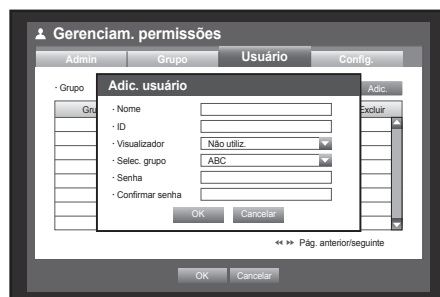 Gerenciam. permissões
Admin Grupo Usuário Config.
· Grupo Adic.
Adic. usuário
Gru Excluir
· Nome
· ID
· Visualizador Não utiliz.
· Selec. grupo ABC
· Senha
· Confirmar senha
OK Cancelar
Pág. anterior/seguinte
OK Cancelar